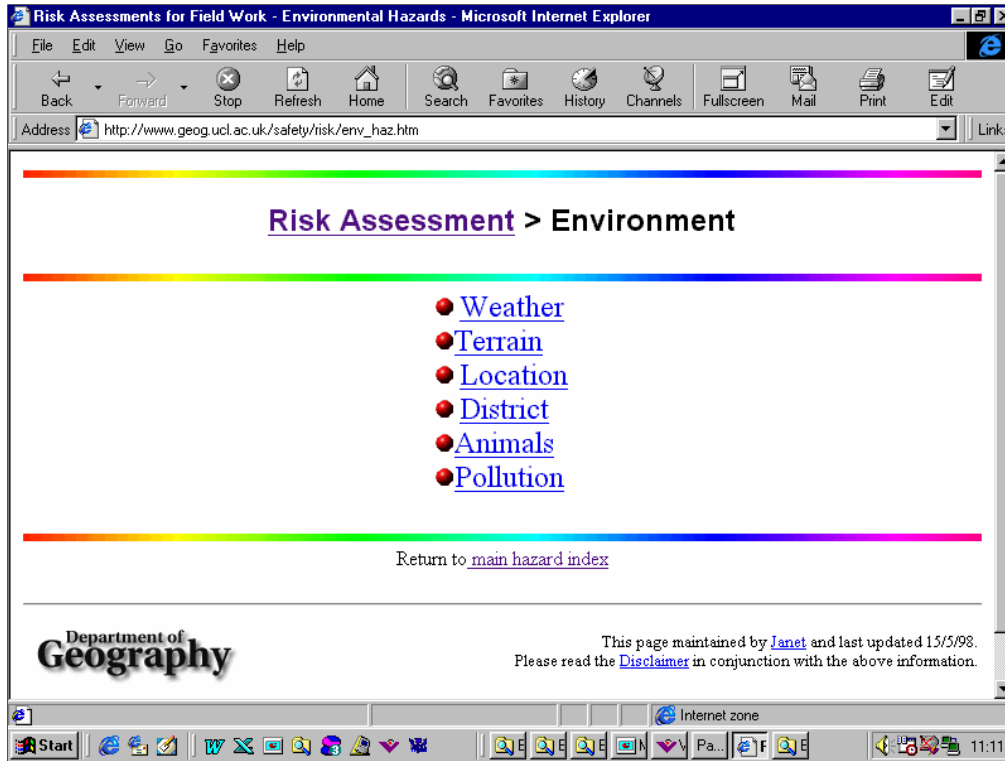 Risk Assessments for Field Work - Environmental Hazards - Microsoft Internet Explorer
File Edit View Go Favorites Help
Back Forward Stop Refresh Home Search Favorites History Channels Fullscreen Mail Print Edit
Address http://www.geog.ucl.ac.uk/safety/risk/env_haz.htm Links
Risk Assessment > Environment
Weather
Terrain
Location
District
Animals
Pollution
Return to main hazard index
Department of
Geography
This page maintained by Janet and last updated 15/5/98.
Please read the Disclaimer in conjunction with the above information.
Internet zone
Start E E E Pa... E 11:11